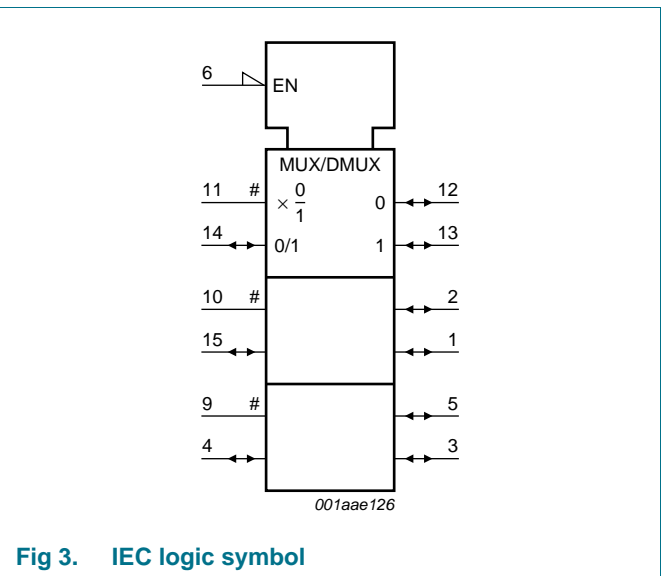 6 EN
MUX/DMUX
11 # × 0/1 0 12
14 0/1 1 13
10 # 2
15 1
9 # 5
4 3
001aae126
Fig 3. IEC logic symbol